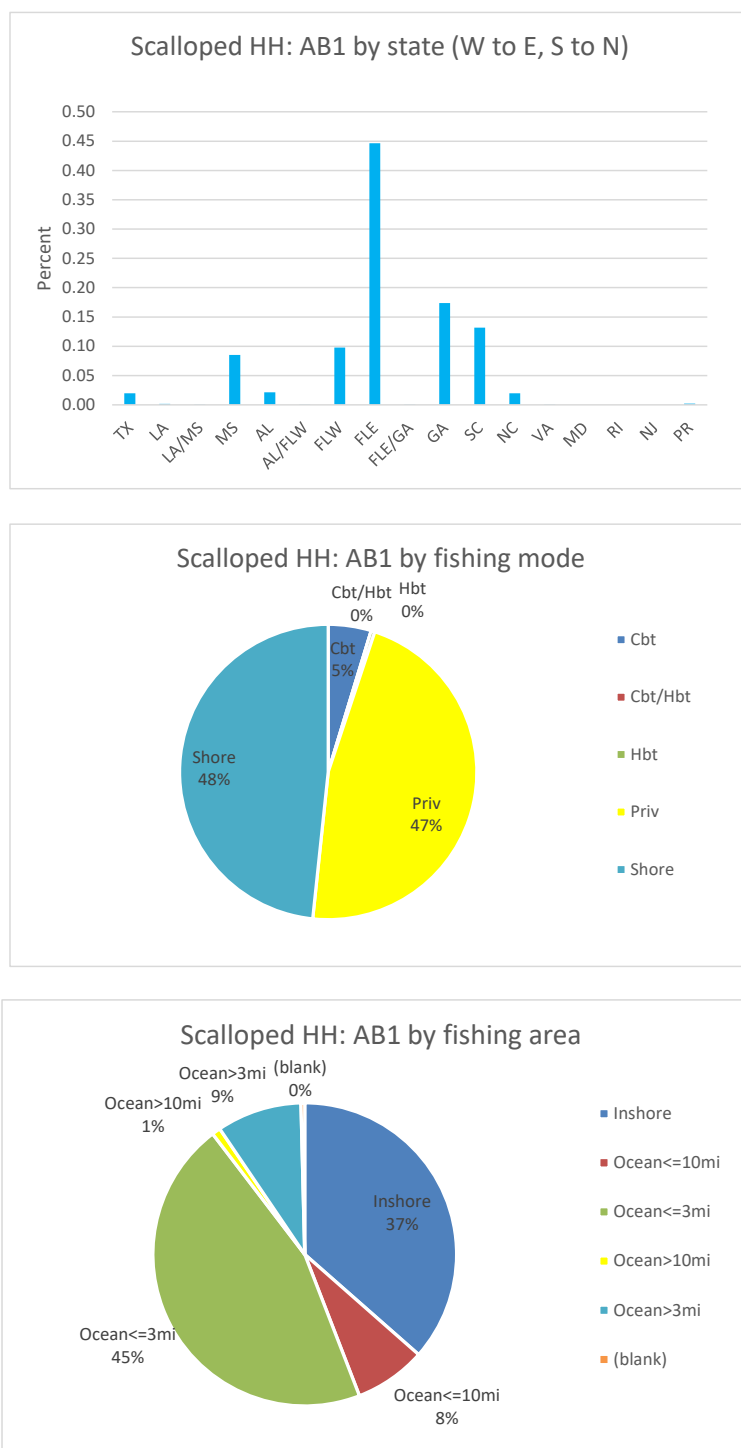 Scalloped HH: AB1 by state (W to E, S to N)
Percent
0.50
0.45
0.40
0.35
0.30
0.25
0.20
0.15
0.10
0.05
0.00
TX
LA
LA/MS
MS
AL
AL/FLW
FLW
FLE
FLE/GA
GA
SC
NC
VA
MD
RI
NJ
PR
Scalloped HH: AB1 by fishing mode
Cbt/Hbt
0%
Hbt
0%
Cbt
5%
Shore
48%
Priv
47%
Cbt
Cbt/Hbt
Hbt
Priv
Shore
Scalloped HH: AB1 by fishing area
(blank)
0%
Ocean>3mi
9%
Ocean>10mi
1%
Inshore
37%
Ocean<=3mi
45%
Ocean<=10mi
8%
Inshore
Ocean<=10mi
Ocean<=3mi
Ocean>10mi
Ocean>3mi
(blank)